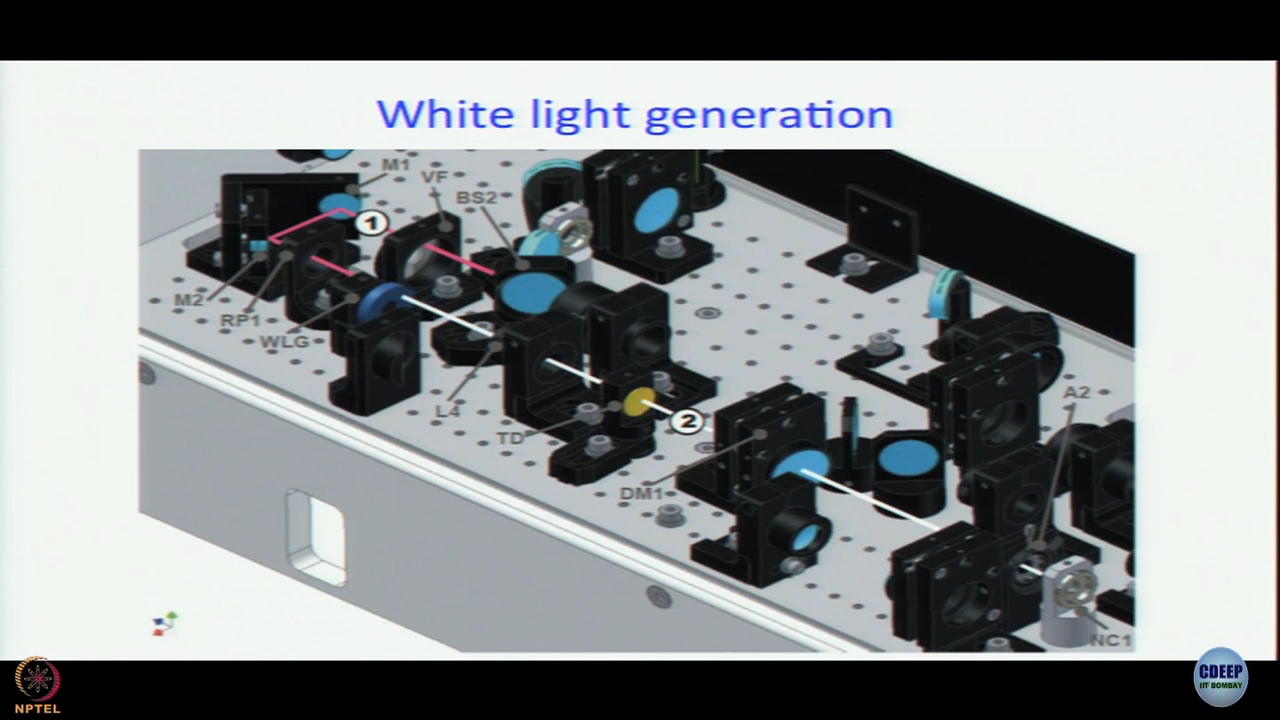 White light generation
M1
VF
BS2
1
M2
RP1
WLG
L4
TD
2
DM1
A2
NC1
NPTEL
CDEEP
IIT BOMBAY